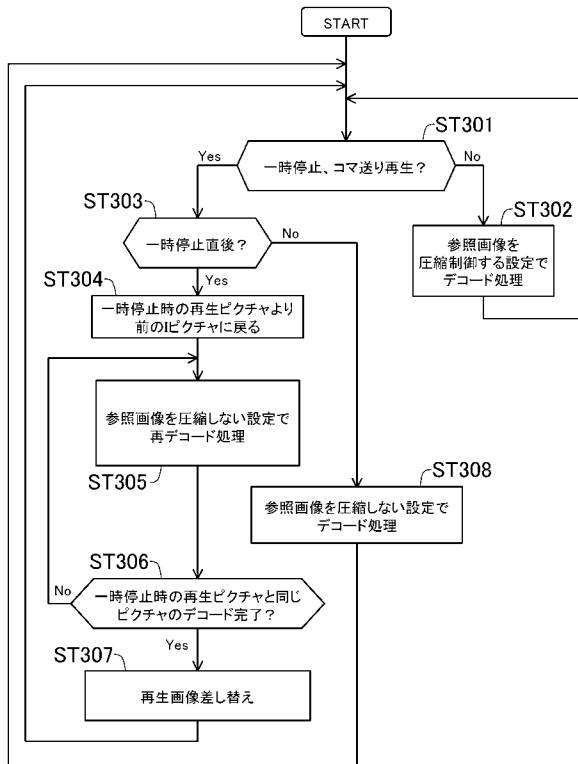 START
ST301
一時停止、コマ送り再生？
Yes
No
ST303
一時停止直後？
No
Yes
ST302
参照画像を
圧縮制御する設定で
デコード処理
ST304
一時停止時の再生ピクチャより
前のIピクチャに戻る
参照画像を圧縮しない設定で
再デコード処理
ST305
ST308
参照画像を圧縮しない設定で
デコード処理
ST306
No
一時停止時の再生ピクチャと同じ
ピクチャのデコード完了？
Yes
ST307
再生画像差し替え